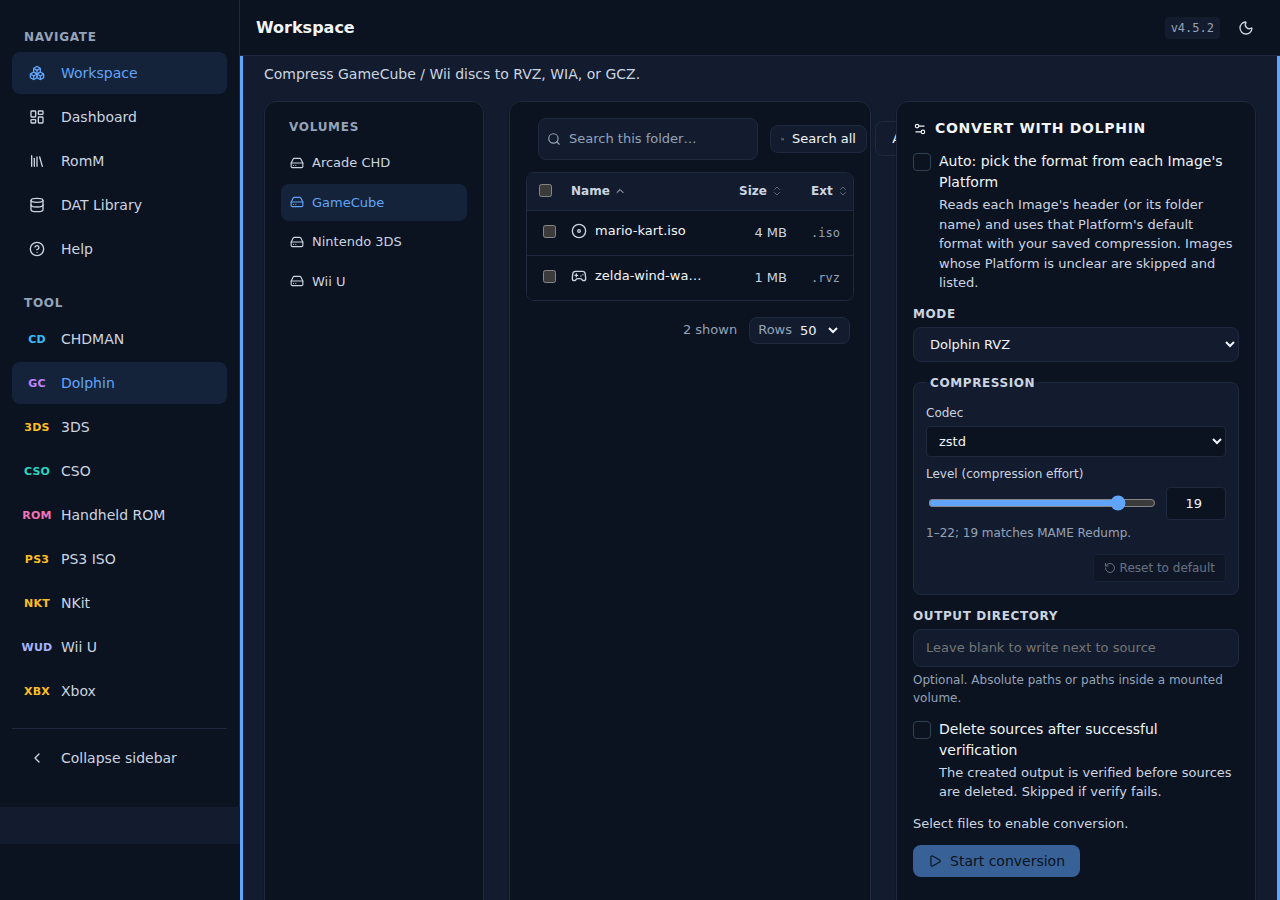 NAVIGATE
Workspace
Dashboard
RomM
DAT Library
Help
TOOL
CD CHDMAN
GC Dolphin
3DS 3DS
CSO CSO
ROM Handheld ROM
PS3 PS3 ISO
NKT NKit
WUD Wii U
XBX Xbox
Collapse sidebar
Workspace
v4.5.2
Compress GameCube / Wii discs to RVZ, WIA, or GCZ.
VOLUMES
Arcade CHD
GameCube
Nintendo 3DS
Wii U
Search this folder…
Search all
Name Size Ext
mario-kart.iso 4 MB .iso
zelda-wind-wa… 1 MB .rvz
2 shown Rows 50
CONVERT WITH DOLPHIN
Auto: pick the format from each Image's
Platform
Reads each Image's header (or its folder
name) and uses that Platform's default
format with your saved compression. Images
whose Platform is unclear are skipped and
listed.
MODE
Dolphin RVZ
COMPRESSION
Codec
zstd
Level (compression effort)
19
1–22; 19 matches MAME Redump.
Reset to default
OUTPUT DIRECTORY
Leave blank to write next to source
Optional. Absolute paths or paths inside a mounted
volume.
Delete sources after successful
verification
The created output is verified before sources
are deleted. Skipped if verify fails.
Select files to enable conversion.
Start conversion